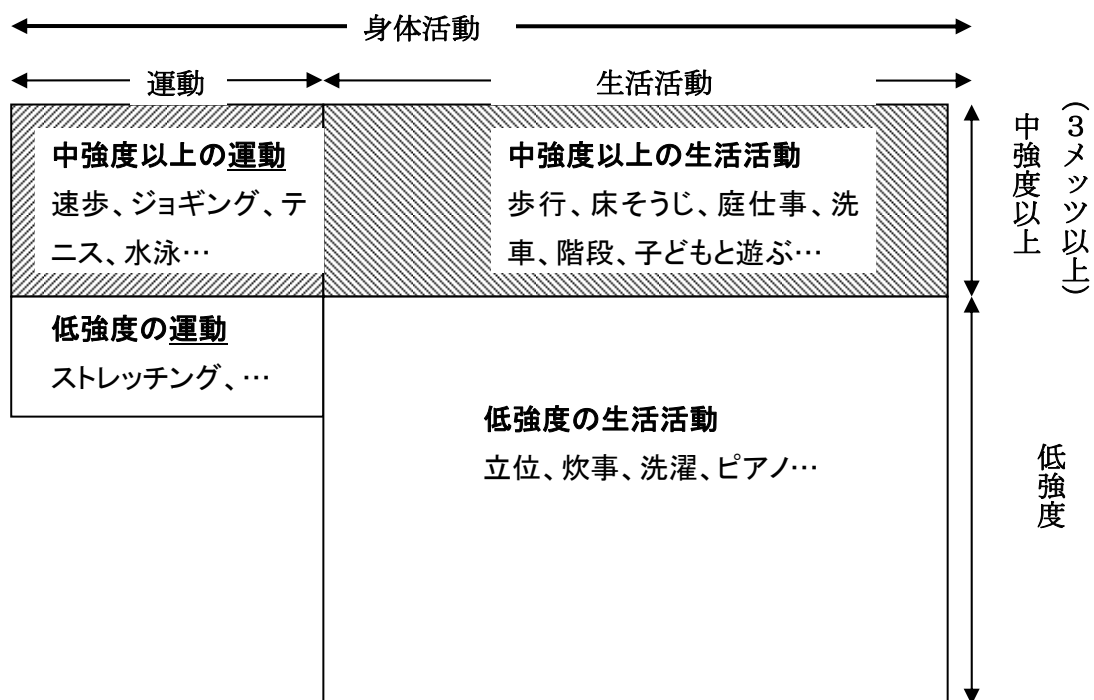 身体活動
運動
生活活動
中強度以上の運動
速歩、ジョギング、テ
ニス、水泳…
中強度以上の生活活動
歩行、床そうじ、庭仕事、洗
車、階段、子どもと遊ぶ…
（3メッツ以上）
中強度以上
低強度の運動
ストレッチング、…
低強度の生活活動
立位、炊事、洗濯、ピアノ…
低強度